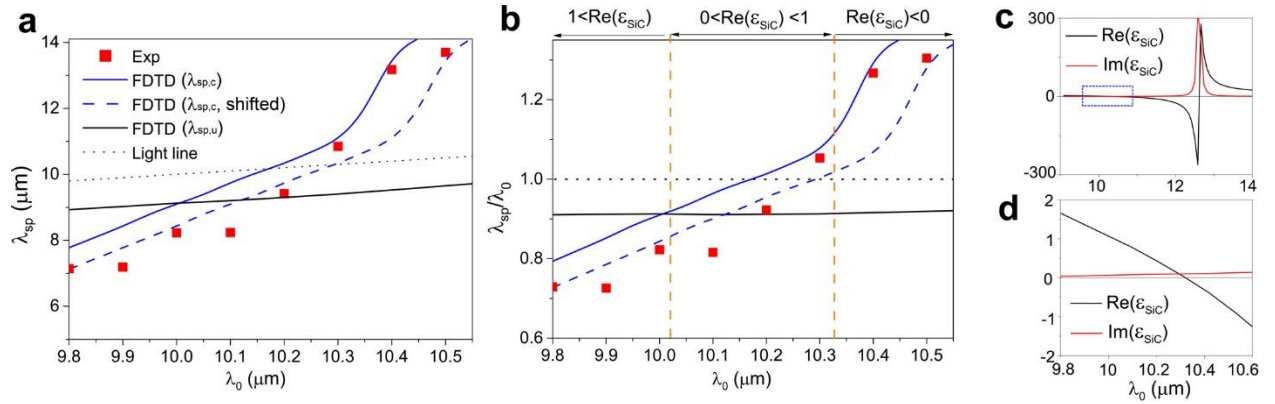 a
14
12
10
8
6
λsp (μm)
Exp
FDTD (λsp,c)
FDTD (λsp,c, shifted)
FDTD (λsp,u)
Light line
9.8 9.9 10.0 10.1 10.2 10.3 10.4 10.5
λ0 (μm)
b
1<Re(εSiC) 0<Re(εSiC) <1 Re(εSiC)<0
1.2
1.0
0.8
0.6
λsp/λ0
9.8 9.9 10.0 10.1 10.2 10.3 10.4 10.5
λ0 (μm)
c
300
0
-300
Re(εSiC)
Im(εSiC)
10 12 14
d
2
1
0
-1
-2
Re(εSiC)
Im(εSiC)
9.8 10.0 10.2 10.4 10.6
λ0 (μm)